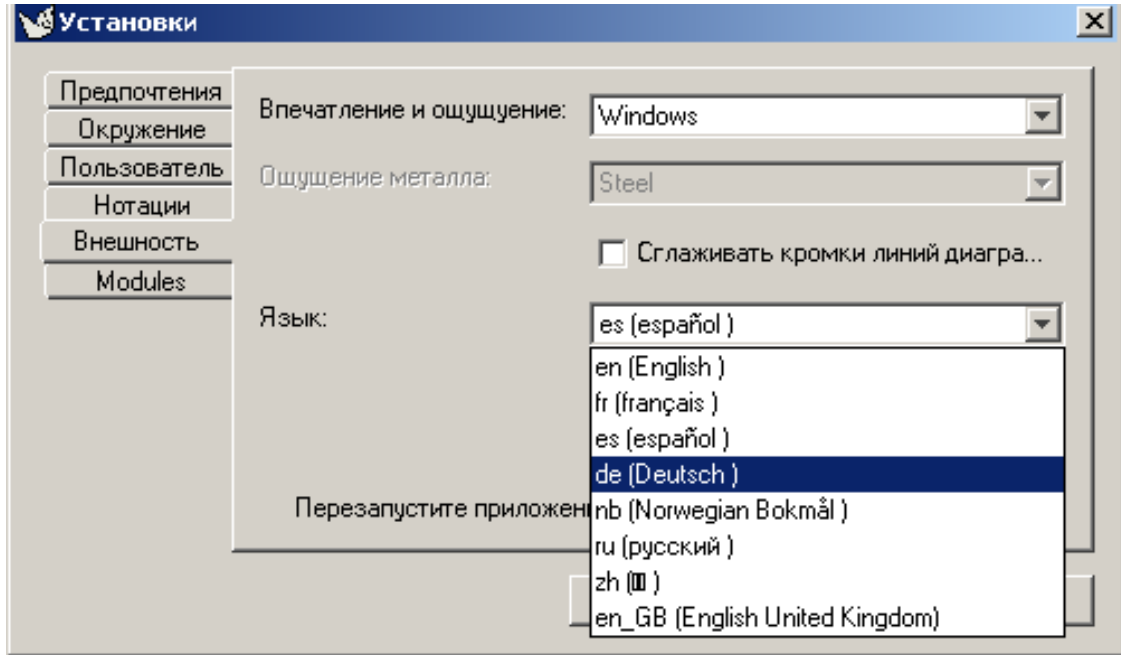 Установки
Предпочтения
Окружение
Пользователь
Нотации
Внешность
Modules
Впечатление и ощущуение: Windows
Ощущение металла: Steel
Сглаживать кромки линий диагра...
Язык: es (español )
en (English )
fr (français )
es (español )
de (Deutsch )
nb (Norwegian Bokmål )
ru (русский )
zh ( )
en_GB (English United Kingdom)
Перезапустите